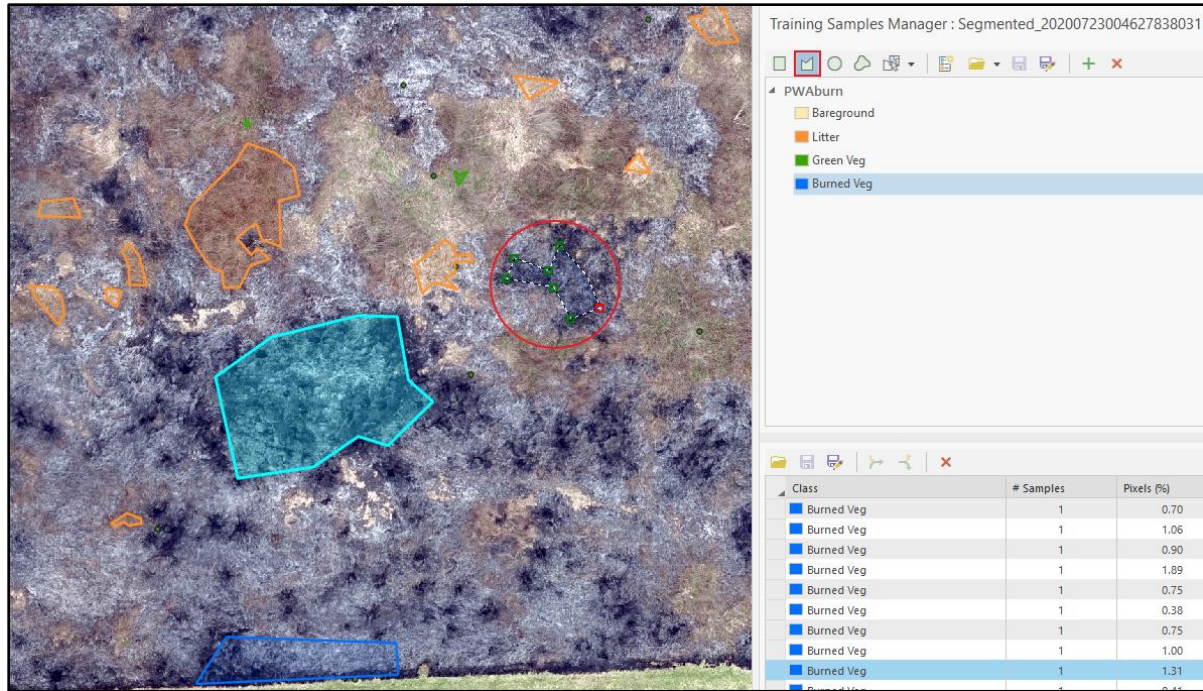 Training Samples Manager : Segmented_20200723004627838031
PWAburn
Bareground
Litter
Green Veg
Burned Veg
Class # Samples Pixels (%)
Burned Veg 1 0.70
Burned Veg 1 1.06
Burned Veg 1 0.90
Burned Veg 1 1.89
Burned Veg 1 0.75
Burned Veg 1 0.38
Burned Veg 1 0.75
Burned Veg 1 1.00
Burned Veg 1 1.31